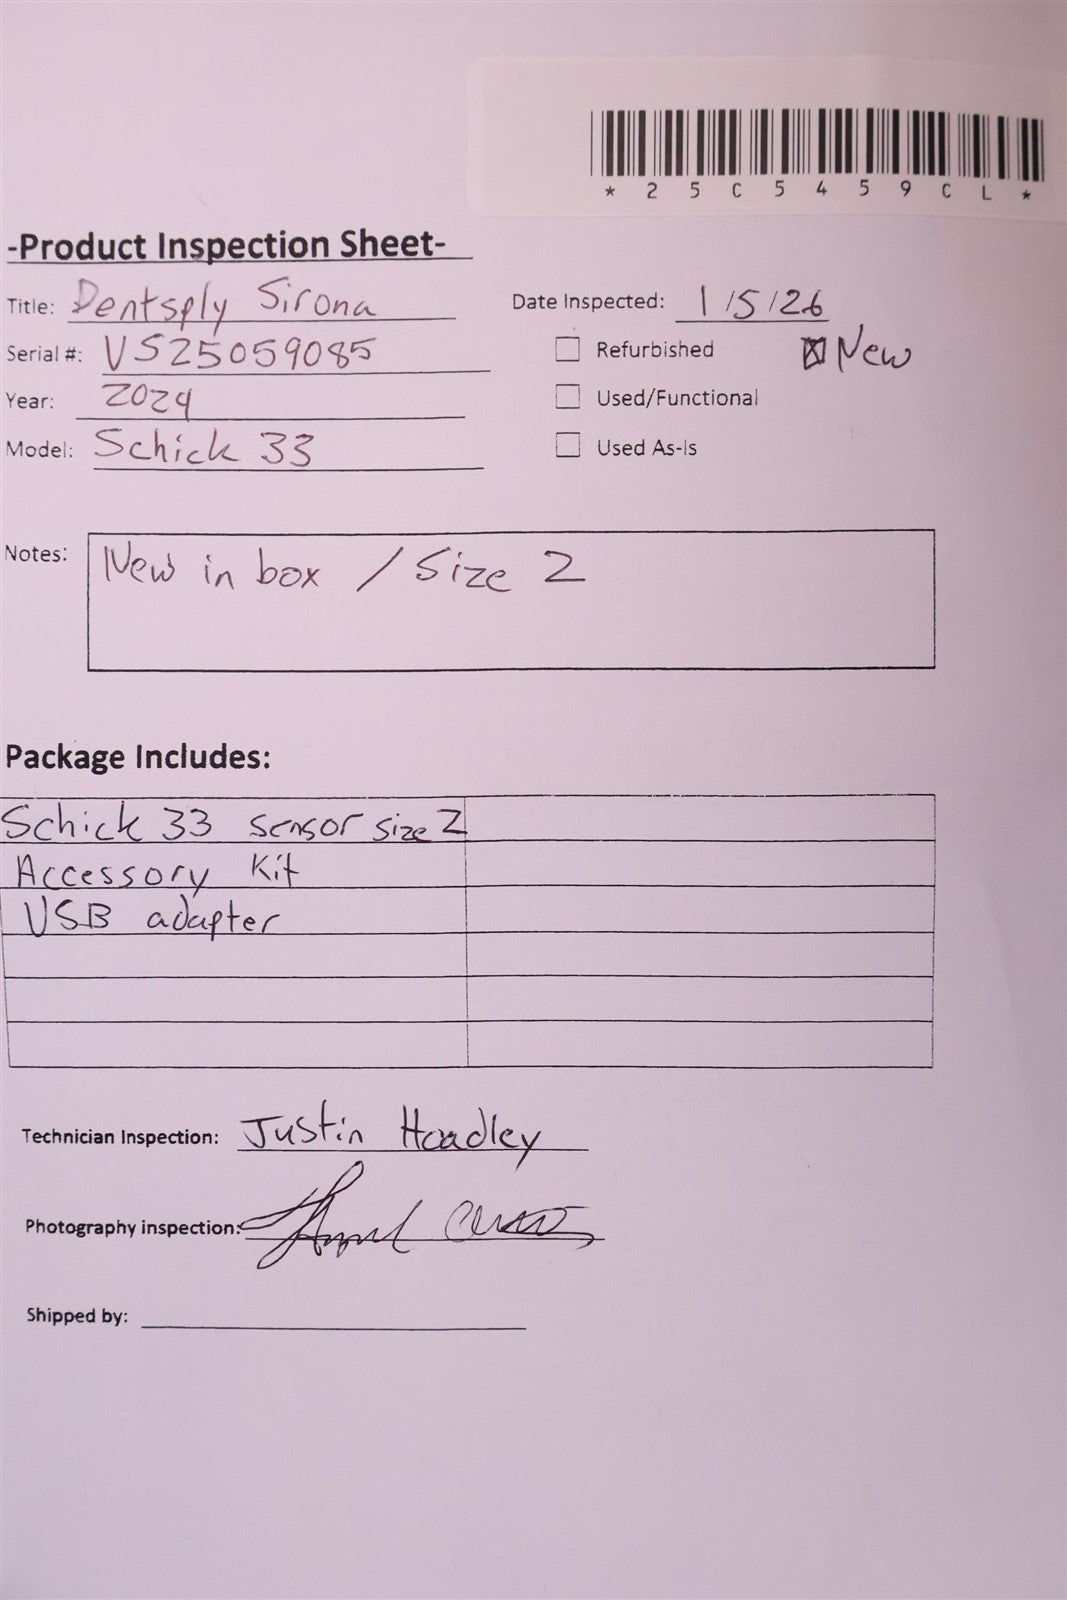 *25C5459CL*
-Product Inspection Sheet-
Title: Dentsply Sirona
Date Inspected: 1/5/26
Serial #: VS25059085
Refurbished
New
Year: 2024
Used/Functional
Model: Schick 33
Used As-Is
Notes: New in box / Size 2
Package Includes:
Schick 33 sensor size 2
Accessory Kit
USB adapter
Technician Inspection: Justin Hoadley
Photography inspection:
Shipped by: